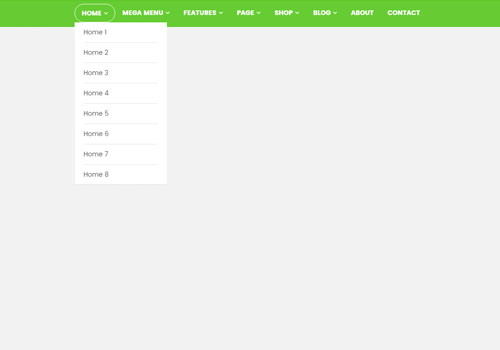 HOME MEGA MENU FEATURES PAGE SHOP BLOG ABOUT CONTACT
Home 1
Home 2
Home 3
Home 4
Home 5
Home 6
Home 7
Home 8